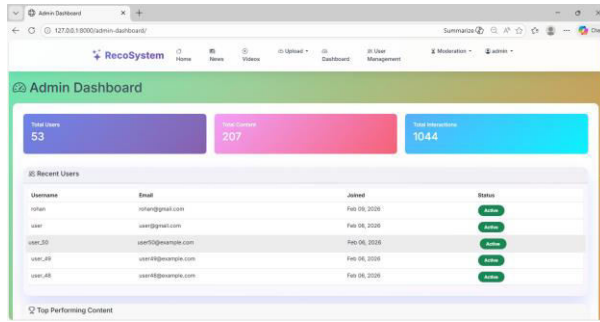 Admin Dashboard
127.0.0.1:8000/admin-dashboard/
Summarize
RecoSystem
Home
News
Videos
Upload
Dashboard
User Management
Moderation
admin
Admin Dashboard
Total Users
53
Total Content
207
Total Interactions
1044
Recent Users
Username Email Joined Status
rohan rohan@gmail.com Feb 09, 2026 Active
user user@gmail.com Feb 06, 2026 Active
user_50 user50@example.com Feb 06, 2026 Active
user_49 user49@example.com Feb 06, 2026 Active
user_48 user48@example.com Feb 06, 2026 Active
Top Performing Content